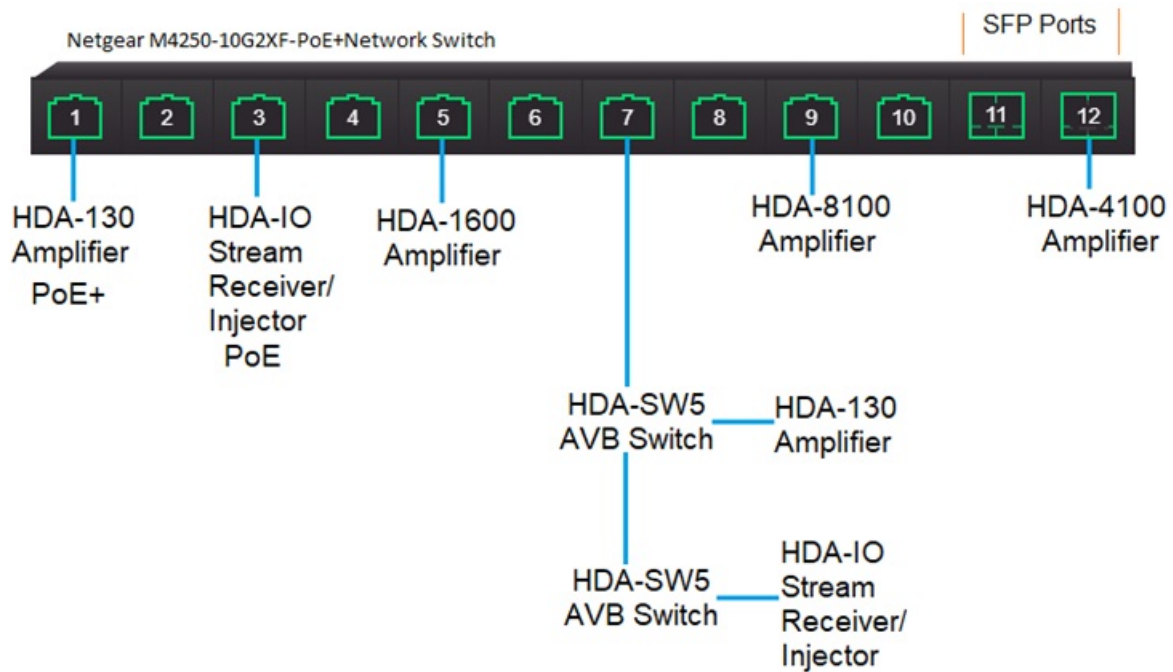 Netgear M4250-10G2XF-PoE+Network Switch
SFP Ports
1 2 3 4 5 6 7 8 9 10 11 12
HDA-130
Amplifier
PoE+
HDA-IO
Stream
Receiver/
Injector
PoE
HDA-1600
Amplifier
HDA-8100
Amplifier
HDA-4100
Amplifier
HDA-SW5
AVB Switch
HDA-130
Amplifier
HDA-SW5
AVB Switch
HDA-IO
Stream
Receiver/
Injector